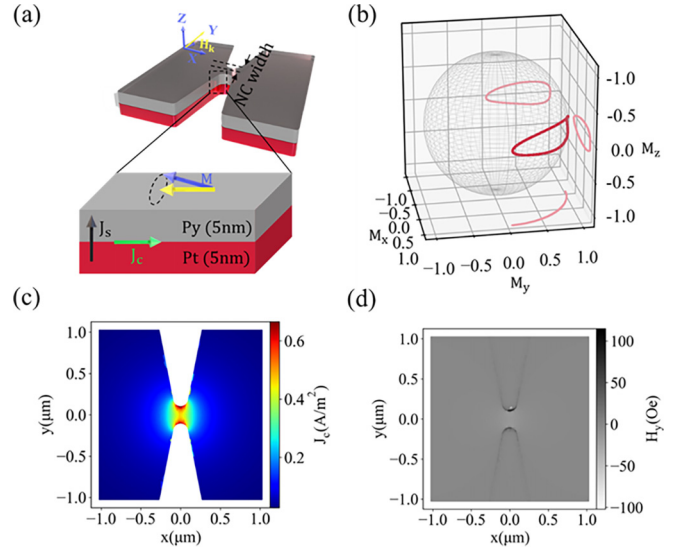 (a)
Z
Y
H_k
X
NC width
M
J_s
Py (5nm)
J_c
Pt (5nm)
(b)
-1.0
-0.5
0.0
-0.5
-1.0
M_z
-1.0
-0.5
0.0
0.5
1.0
M_x
-1.0 -0.5 0.0 0.5 1.0
M_y
(c)
1.0
0.5
0.0
-0.5
-1.0
y(μm)
-1.0 -0.5 0.0 0.5 1.0
x(μm)
0.6
0.4
0.2
J_c(A/m²)
(d)
1.0
0.5
0.0
-0.5
-1.0
y(μm)
-1.0 -0.5 0.0 0.5 1.0
x(μm)
100
50
0
-50
-100
H_y(Oe)